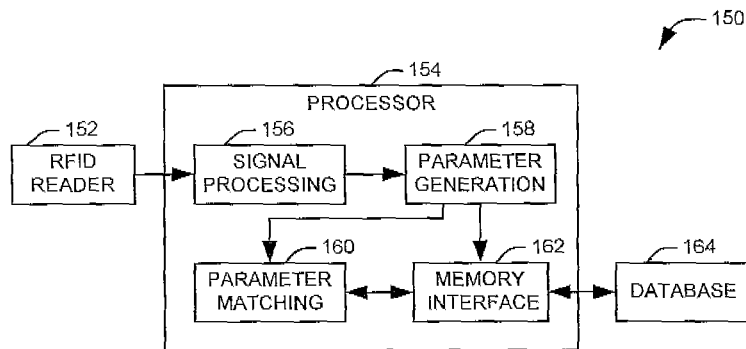 150
154
PROCESSOR
152
RFID
READER
156
SIGNAL
PROCESSING
158
PARAMETER
GENERATION
160
PARAMETER
MATCHING
162
MEMORY
INTERFACE
164
DATABASE